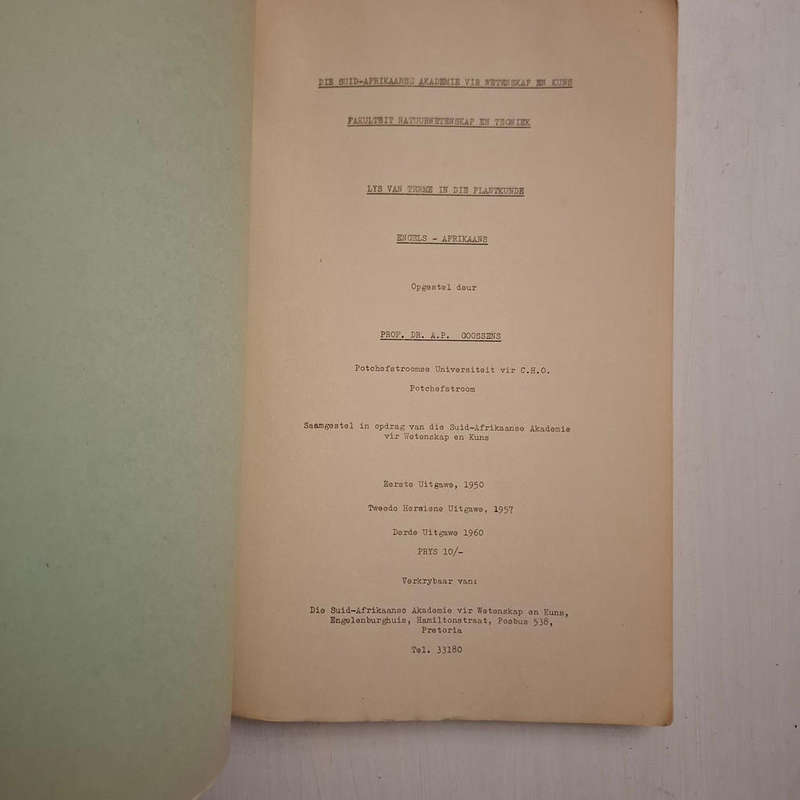 DIE SUID-AFRIKAANSE AKADEMIE VIR WETENSKAP EN KUNS
FAKULTEIT NATUURWETENSKAP EN TEGNIEK
LYS VAN TERME IN DIE PLANTKUNDE
ENGELS - AFRIKAANS
Opgestel deur
PROF. DR. A.P. GOOSSENS
Potchefstroomse Universiteit vir C.H.O.
Potchefstroom
Saamgestel in opdrag van die Suid-Afrikaanse Akademie
vir Wetenskap en Kuns
Eerste Uitgawe, 1950
Tweede Hersiene Uitgawe, 1957
Derde Uitgawe 1960
PRYS 10/-
Verkrybaar van:
Die Suid-Afrikaanse Akademie vir Wetenskap en Kuns,
Engelenburghuis, Hamiltonstraat, Posbus 538,
Pretoria
Tel. 33180